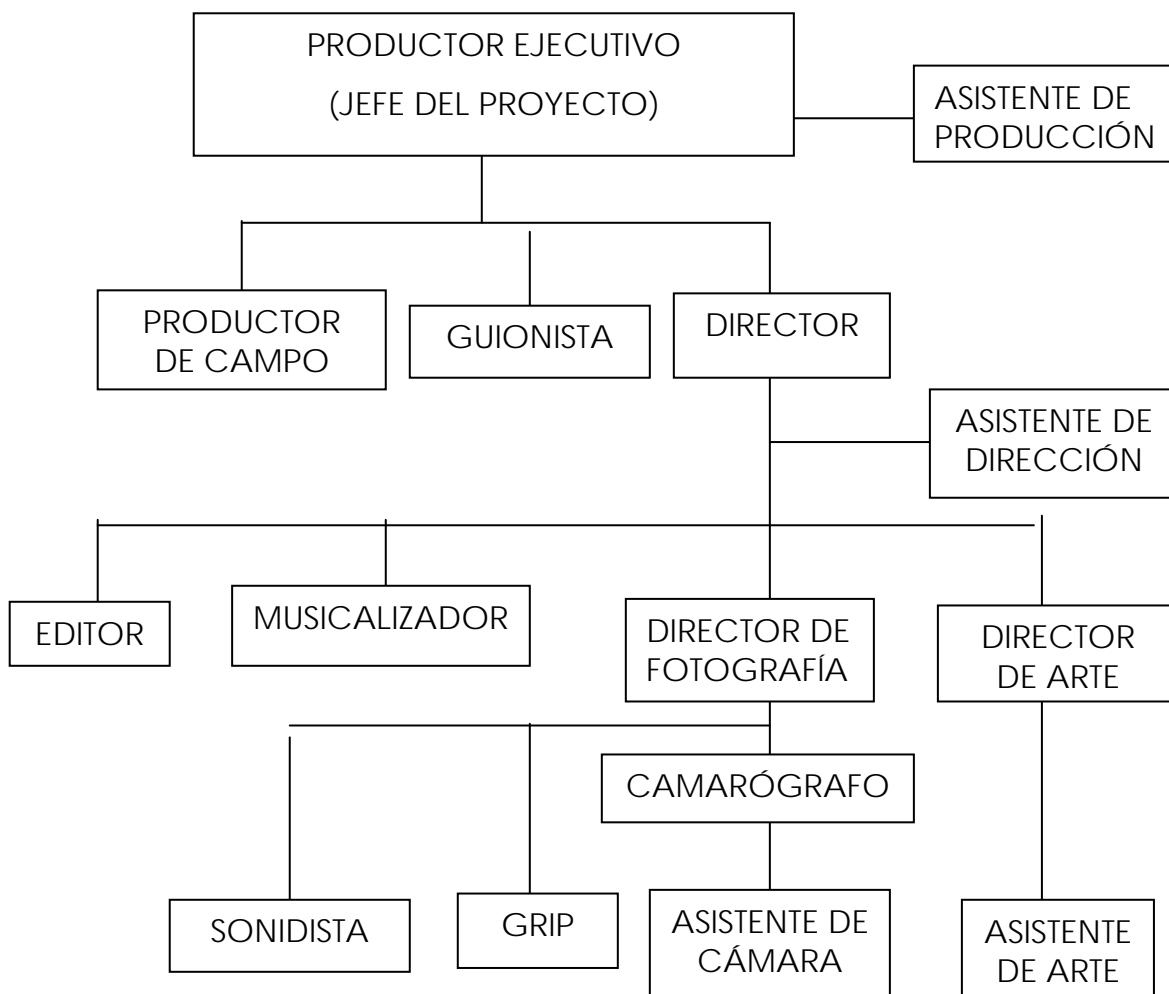 PRODUCTOR EJECUTIVO
(JEFE DEL PROYECTO)
ASISTENTE DE
PRODUCCIÓN
PRODUCTOR
DE CAMPO
GUIONISTA
DIRECTOR
ASISTENTE DE
DIRECCIÓN
EDITOR
MUSICALIZADOR
DIRECTOR DE
FOTOGRAFÍA
DIRECTOR
DE ARTE
CAMARÓGRAFO
SONIDISTA
GRIP
ASISTENTE DE
CÁMARA
ASISTENTE
DE ARTE